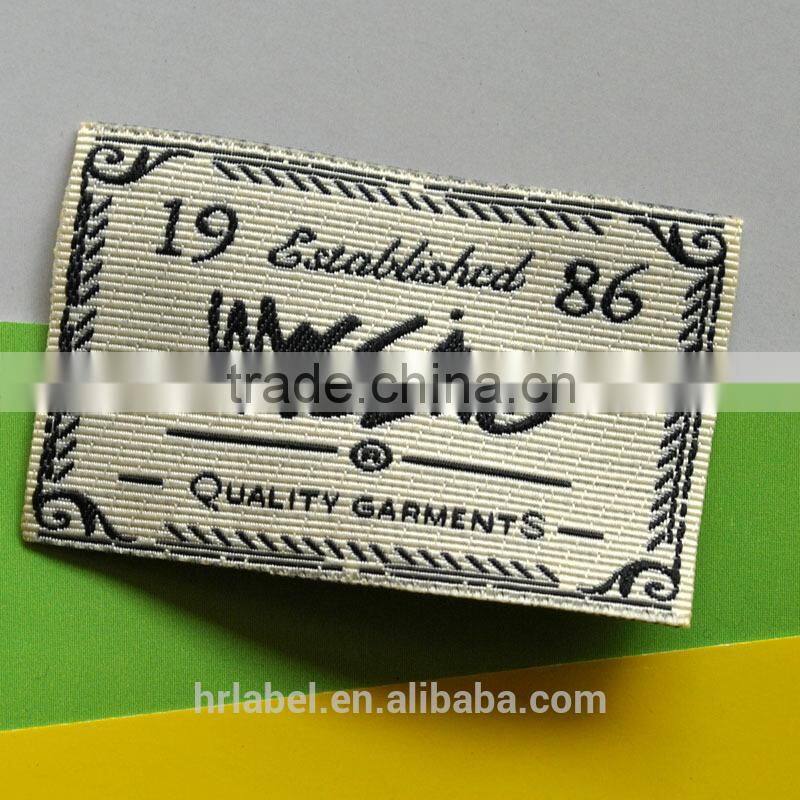 19 Established 86
trade.china.cn
®
QUALITY GARMENTS
hrlabel.en.alibaba.com